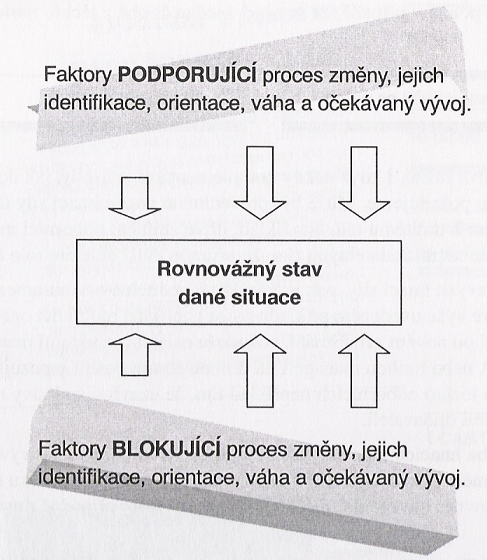 Faktory PODPORUJÍCÍ proces změny, jejich
identifikace, orientace, váha a očekávaný vývoj.
Rovnovážný stav
dané situace
Faktory BLOKUJÍCÍ proces změny, jejich
identifikace, orientace, váha a očekávaný vývoj.